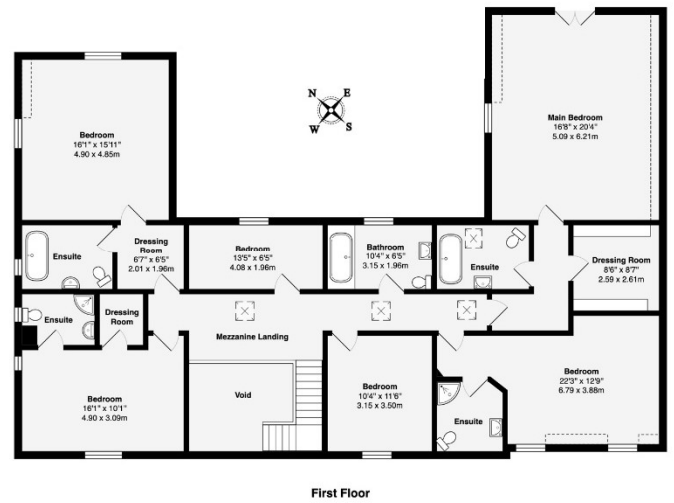 N E
W S
Bedroom
16'1" x 15'11"
4.90 x 4.85m
Main Bedroom
16'8" x 20'4"
5.09 x 6.21m
Ensuite
Dressing
Room
6'7" x 6'5"
2.01 x 1.96m
Bedroom
13'5" x 6'5"
4.08 x 1.96m
Bathroom
10'4" x 6'5"
3.15 x 1.96m
Ensuite
Dressing Room
8'6" x 8'7"
2.59 x 2.61m
Ensuite
Dressing
Room
Mezzanine Landing
Bedroom
16'1" x 10'1"
4.90 x 3.09m
Void
Bedroom
10'4" x 11'6"
3.15 x 3.50m
Ensuite
Bedroom
22'3" x 12'9"
6.79 x 3.88m
First Floor